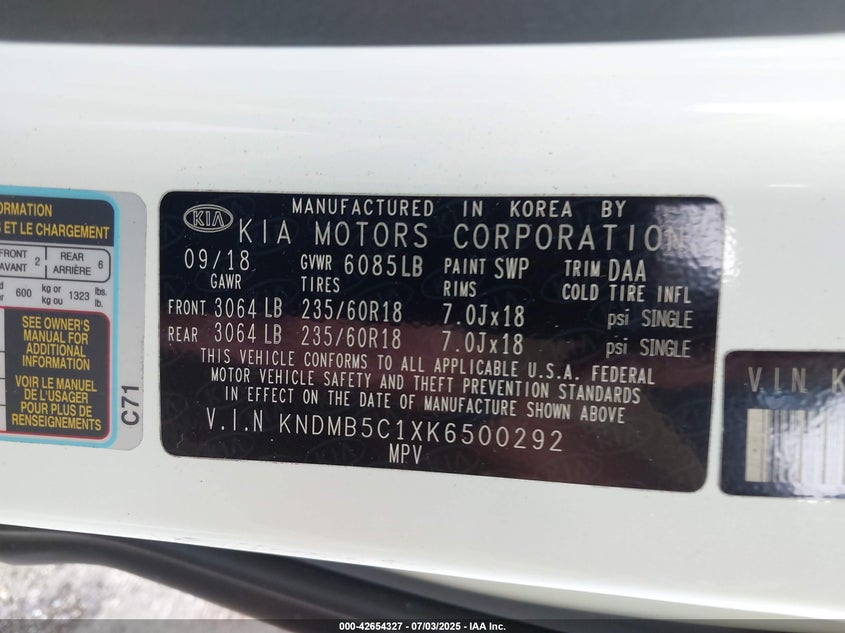 ORMATION
S ET LE CHARGEMENT
FRONT AVANT 2 REAR ARRIÈRE 6
600 kg or kg ou 1323 lbs. lb.
SEE OWNER'S
MANUAL FOR
ADDITIONAL
INFORMATION
VOIR LE MANUEL
DE L'USAGER
POUR PLUS DE
RENSEIGNEMENTS
C71
KIA
MANUFACTURED IN KOREA BY
KIA MOTORS CORPORATION
09/18 GVWR 6085LB PAINT SWP TRIM DAA
GAWR TIRES RIMS COLD TIRE INFL
FRONT 3064 LB 235/60R18 7.0Jx18 psi SINGLE
REAR 3064 LB 235/60R18 7.0Jx18 psi SINGLE
THIS VEHICLE CONFORMS TO ALL APPLICABLE U.S.A. FEDERAL
MOTOR VEHICLE SAFETY AND THEFT PREVENTION STANDARDS
IN EFFECT ON THE DATE OF MANUFACTURE SHOWN ABOVE
V.I.N KNDMB5C1XK6500292
MPV
VIN K
000-42654327 | 07/03/2025 | IAA Inc.